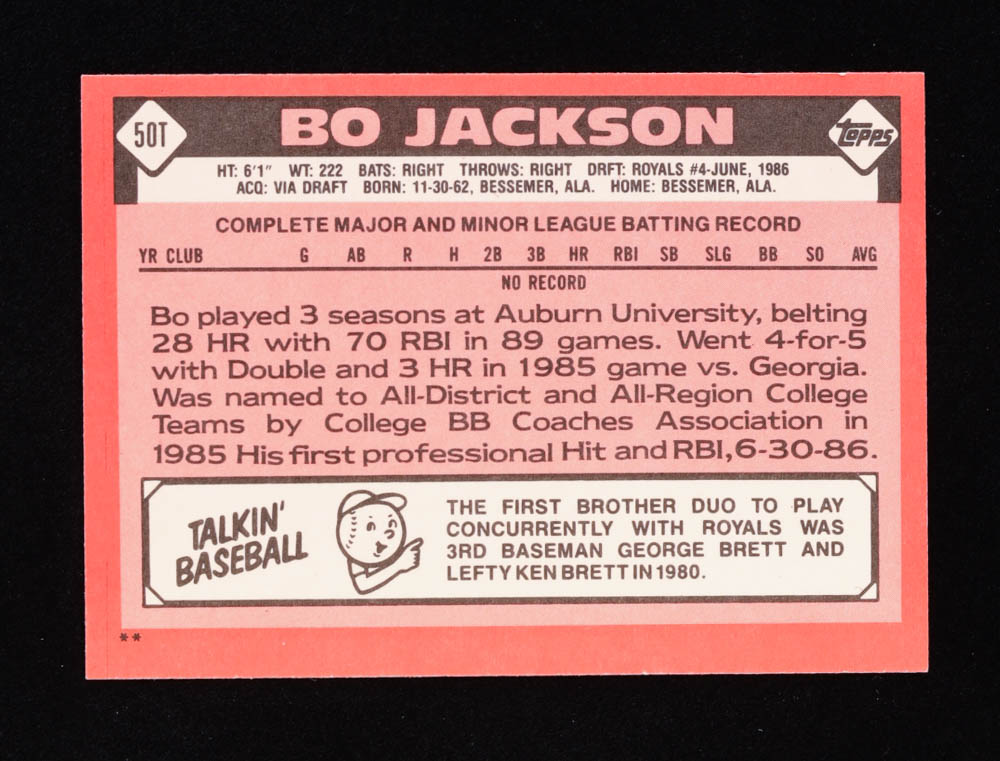 50T
BO JACKSON
Topps
HT: 6'1" WT: 222 BATS: RIGHT THROWS: RIGHT DRFT: ROYALS #4-JUNE, 1986
ACQ: VIA DRAFT BORN: 11-30-62, BESSEMER, ALA. HOME: BESSEMER, ALA.
COMPLETE MAJOR AND MINOR LEAGUE BATTING RECORD
YR CLUB G AB R H 2B 3B HR RBI SB SLG BB SO AVG
NO RECORD
Bo played 3 seasons at Auburn University, belting
28 HR with 70 RBI in 89 games. Went 4-for-5
with Double and 3 HR in 1985 game vs. Georgia.
Was named to All-District and All-Region College
Teams by College BB Coaches Association in
1985 His first professional Hit and RBI, 6-30-86.
TALKIN'
BASEBALL
THE FIRST BROTHER DUO TO PLAY
CONCURRENTLY WITH ROYALS WAS
3RD BASEMAN GEORGE BRETT AND
LEFTY KEN BRETT IN 1980.
**